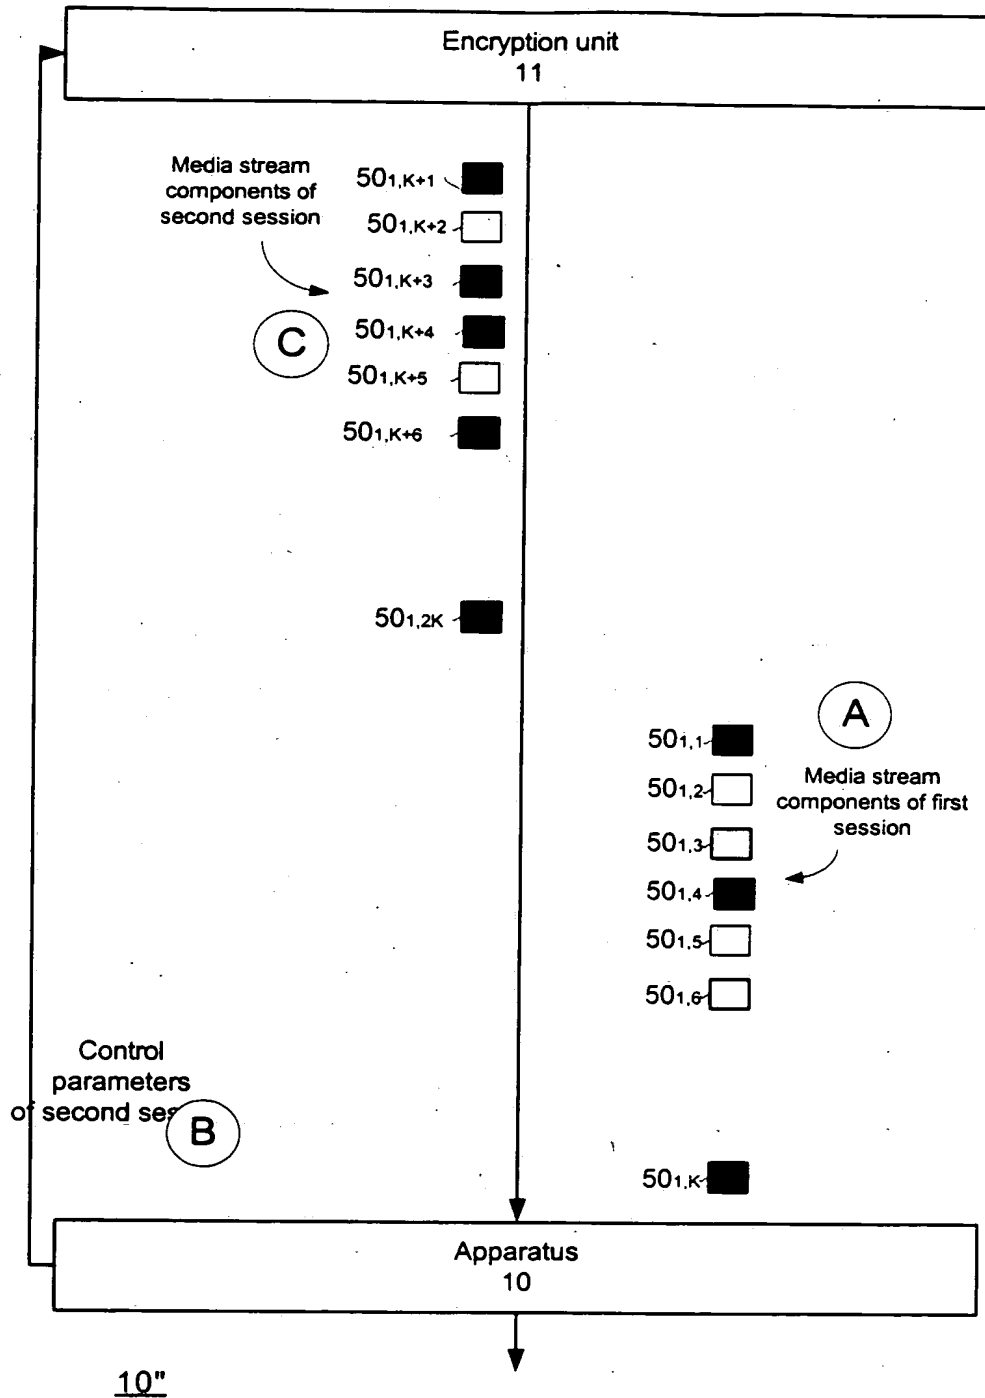 Encryption unit
11
Media stream
components of
second session
501,K+1
501,K+2
501,K+3
C
501,K+4
501,K+5
501,K+6
501,2K
A
501,1
501,2
Media stream
components of first
session
501,3
501,4
501,5
501,6
Control
parameters
of second ses
B
501,K
Apparatus
10
10"